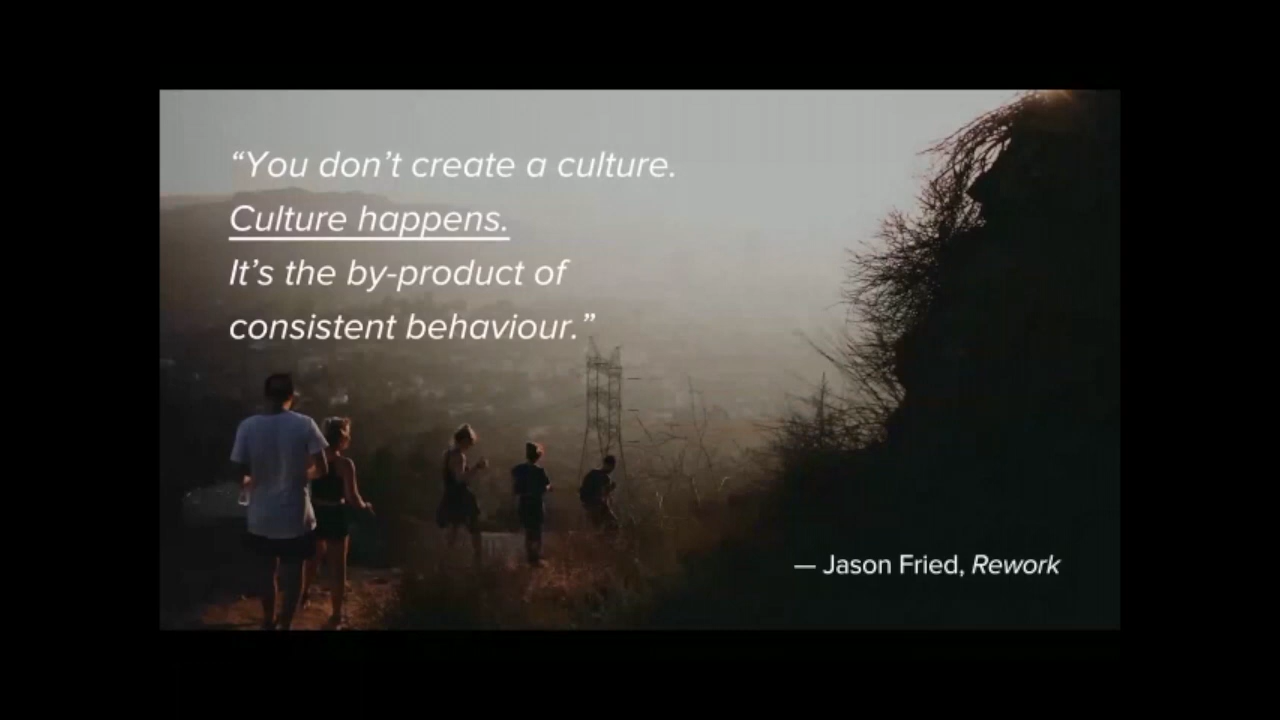 “You don’t create a culture.
Culture happens.
It’s the by-product of
consistent behaviour.”
— Jason Fried, Rework